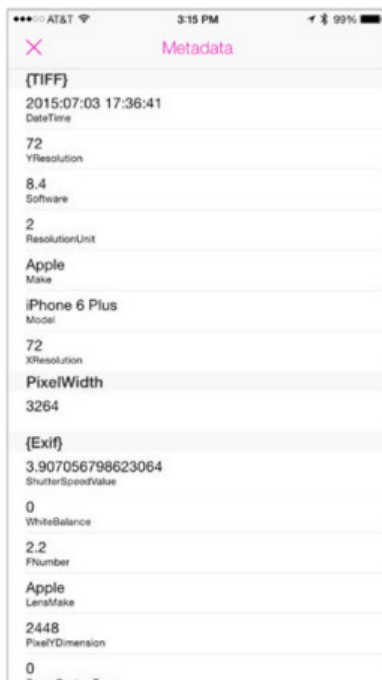 AT&T 3:15 PM 99%
Metadata
{TIFF}
2015:07:03 17:36:41
DateTime
72
YResolution
8.4
Software
2
ResolutionUnit
Apple
Make
iPhone 6 Plus
Model
72
XResolution
PixelWidth
3264
{Exif}
3.907056798623064
ShutterSpeedValue
0
WhiteBalance
2.2
FNumber
Apple
LensMake
2448
PixelYDimension
0